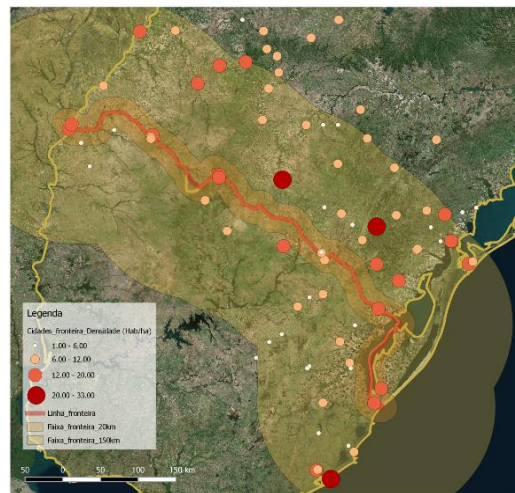 Legenda
Cidades_fronteira_Densidade (Hab/ha)
1.00 - 6.00
6.00 - 12.00
12.00 - 20.00
20.00 - 33.00
Linha_fronteira
Faixa_fronteira_20km
Faixa_fronteira_150km
50 0 50 100 150 km